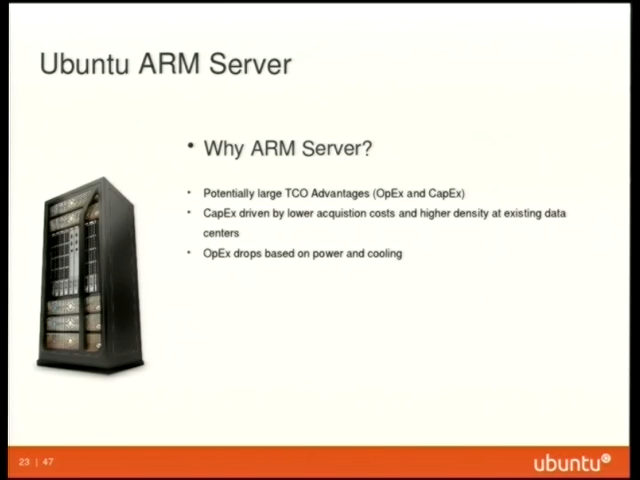 Ubuntu ARM Server
• Why ARM Server?
• Potentially large TCO Advantages (OpEx and CapEx)
• CapEx driven by lower acquistion costs and higher density at existing data
centers
• OpEx drops based on power and cooling
23 | 47
ubuntu